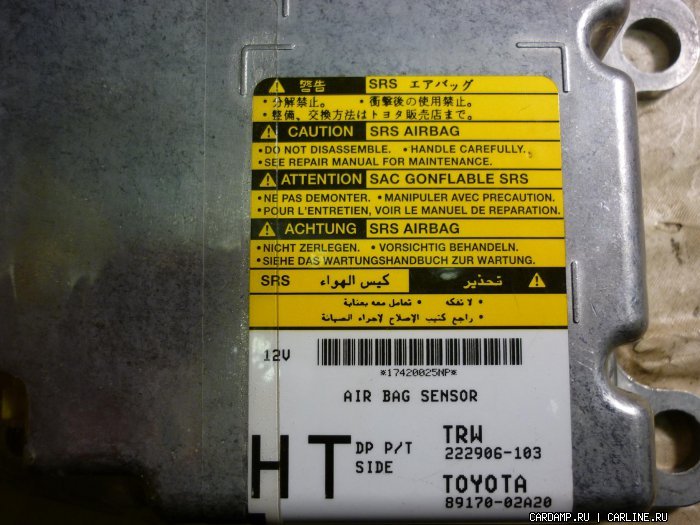 警告 SRS エアバッグ
・分解禁止。 ・衝撃後の使用禁止。
・整備、交換方法はトヨタ販売店まで。
CAUTION SRS AIRBAG
•DO NOT DISASSEMBLE. •HANDLE CAREFULLY.
•SEE REPAIR MANUAL FOR MAINTENANCE.
ATTENTION SAC GONFLABLE SRS
•NE PAS DEMONTER. •MANIPULER AVEC PRECAUTION.
•POUR L'ENTRETIEN, VOIR LE MANUEL DE REPARATION.
ACHTUNG SRS AIRBAG
•NICHT ZERLEGEN. •VORSICHTIG BEHANDELN.
•SIEHE DAS WARTUNGSHANDBUCH ZUR WARTUNG.
تحذير كيس الهواء SRS
• لا تفكه • تعامل معه بعناية
• راجع كتيب الإصلاح لاجراء الصيانة
12V
*17420025NP*
AIR BAG SENSOR
HT DP P/T SIDE
TRW
222906-103
TOYOTA
89170-02A20
CARDAMP.RU | CARLINE.RU